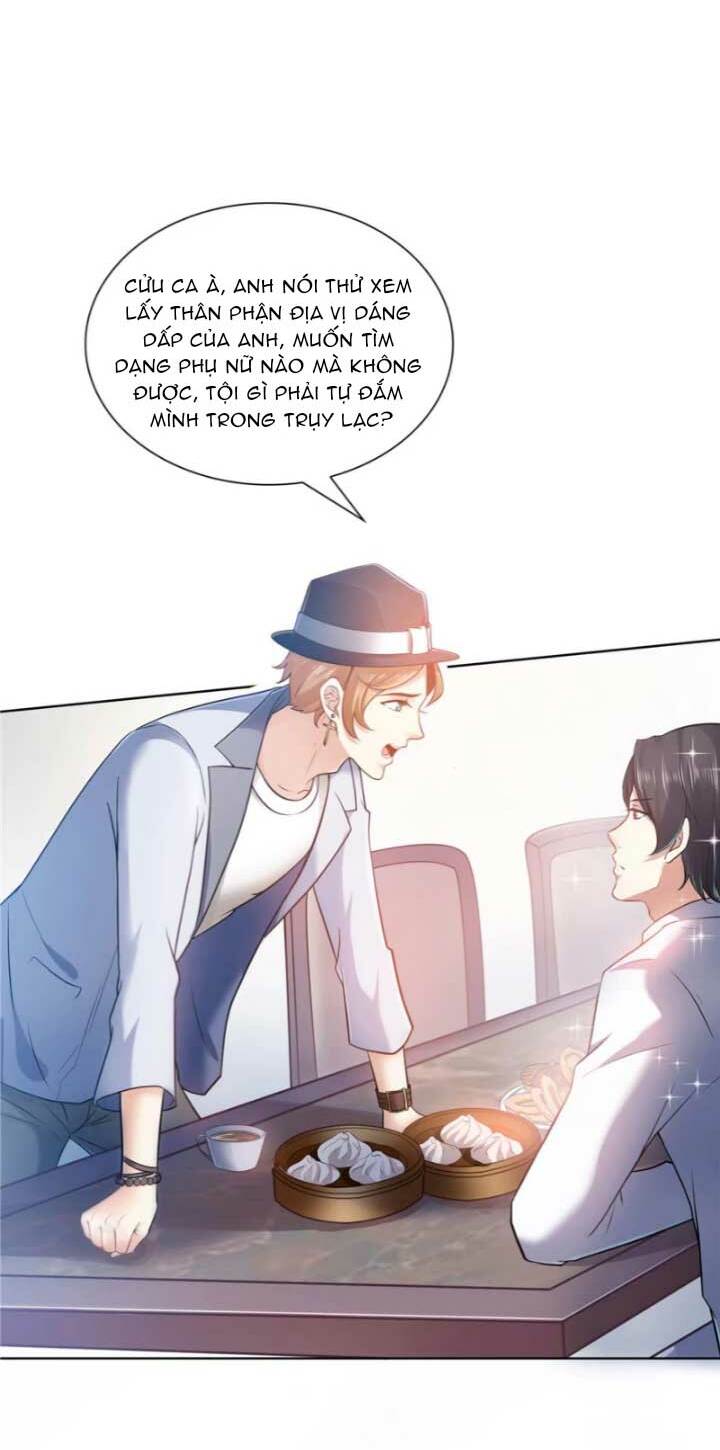 CỬU CA À, ANH NÓI THỬ XEM
LẤY THÂN PHẬN ĐỊA VỊ DÁNG
DẤP CỦA ANH, MUỐN TÌM
DẠNG PHỤ NỮ NÀO MÀ KHÔNG
ĐƯỢC, TỘI GÌ PHẢI TỰ ĐẮM
MÌNH TRONG TRỤY LẠC?